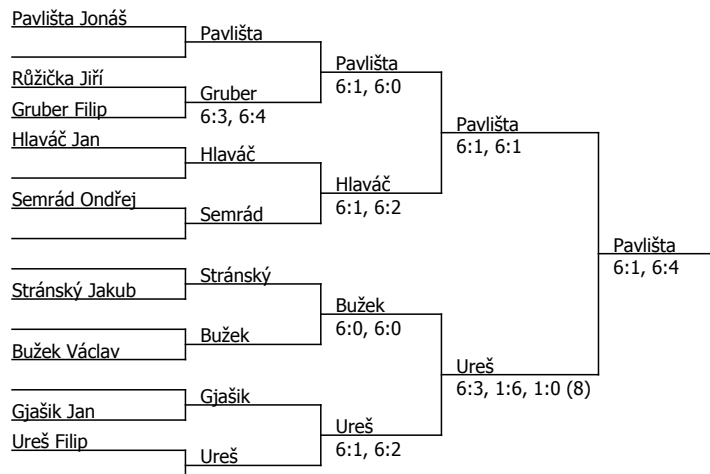 Pavlišta Jonáš
Pavlišta
Pavlišta
6:1, 6:0
Růžička Jiří
Gruber
6:3, 6:4
Gruber Filip
Pavlišta
6:1, 6:1
Hlaváč Jan
Hlaváč
Hlaváč
6:1, 6:2
Semrád Ondřej
Semrád
Pavlišta
6:1, 6:4
Stránský
Stránský Jakub
Bužek
6:0, 6:0
Bužek
Bužek Václav
Ureš
6:3, 1:6, 1:0 (8)
Gjašik
Gjašik Jan
Ureš
6:1, 6:2
Ureš Filip
Ureš